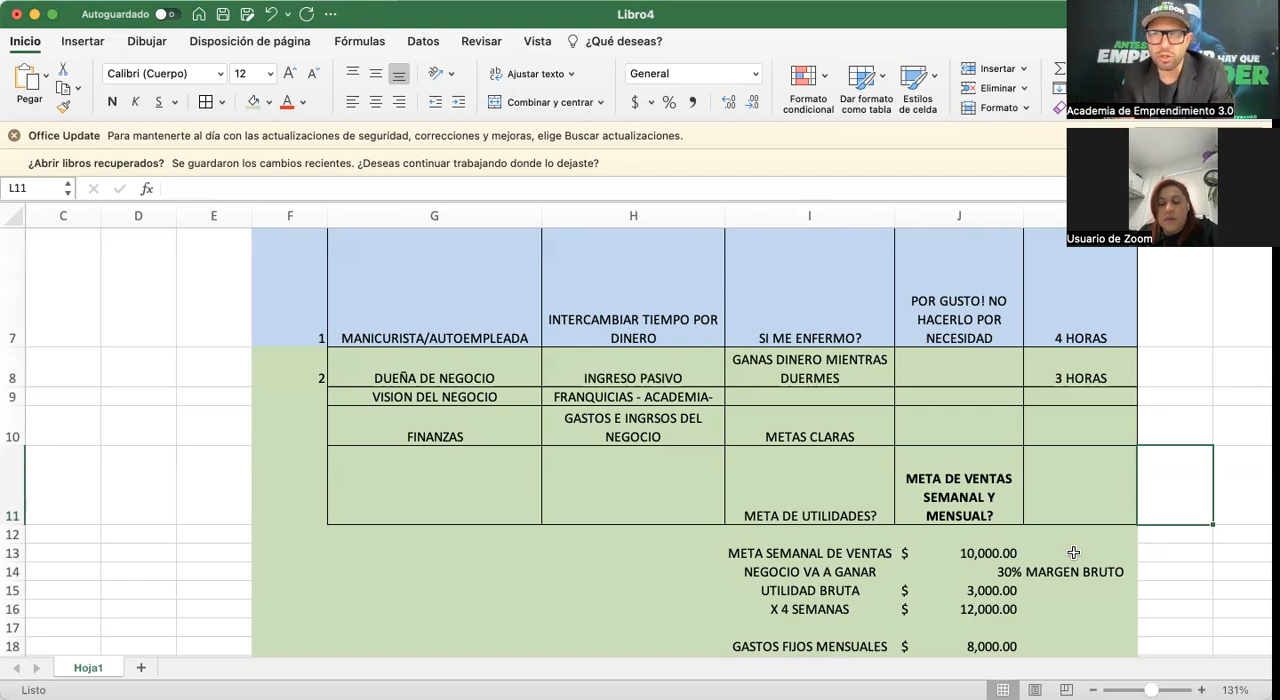 Autoguardado
Libro4
Inicio Insertar Dibujar Disposición de página Fórmulas Datos Revisar Vista ¿Qué deseas?
Pegar
Calibri (Cuerpo) 12
N K S
Ajustar texto
Combinar y centrar
General
$ %
Formato condicional
Dar formato como tabla
Estilos de celda
Insertar
Eliminar
Formato
Office Update Para mantenerte al día con las actualizaciones de seguridad, correcciones y mejoras, elige Buscar actualizaciones.
¿Abrir libros recuperados? Se guardaron los cambios recientes. ¿Deseas continuar trabajando donde lo dejaste?
L11 fx
C D E F G H I J
7 1 MANICURISTA/AUTOEMPLEADA INTERCAMBIAR TIEMPO POR DINERO SI ME ENFERMO? POR GUSTO! NO HACERLO POR NECESIDAD 4 HORAS
8 2 DUEÑA DE NEGOCIO INGRESO PASIVO GANAS DINERO MIENTRAS DUERMES 3 HORAS
9 VISION DEL NEGOCIO FRANQUICIAS - ACADEMIA-
10 FINANZAS GASTOS E INGRSOS DEL NEGOCIO METAS CLARAS
11 META DE UTILIDADES? META DE VENTAS SEMANAL Y MENSUAL?
12
13 META SEMANAL DE VENTAS $ 10,000.00
14 NEGOCIO VA A GANAR 30% MARGEN BRUTO
15 UTILIDAD BRUTA $ 3,000.00
16 X 4 SEMANAS $ 12,000.00
17
18 GASTOS FIJOS MENSUALES $ 8,000.00
Hoja1
Listo
131%
Academia de Emprendimiento 3.0
Usuario de Zoom